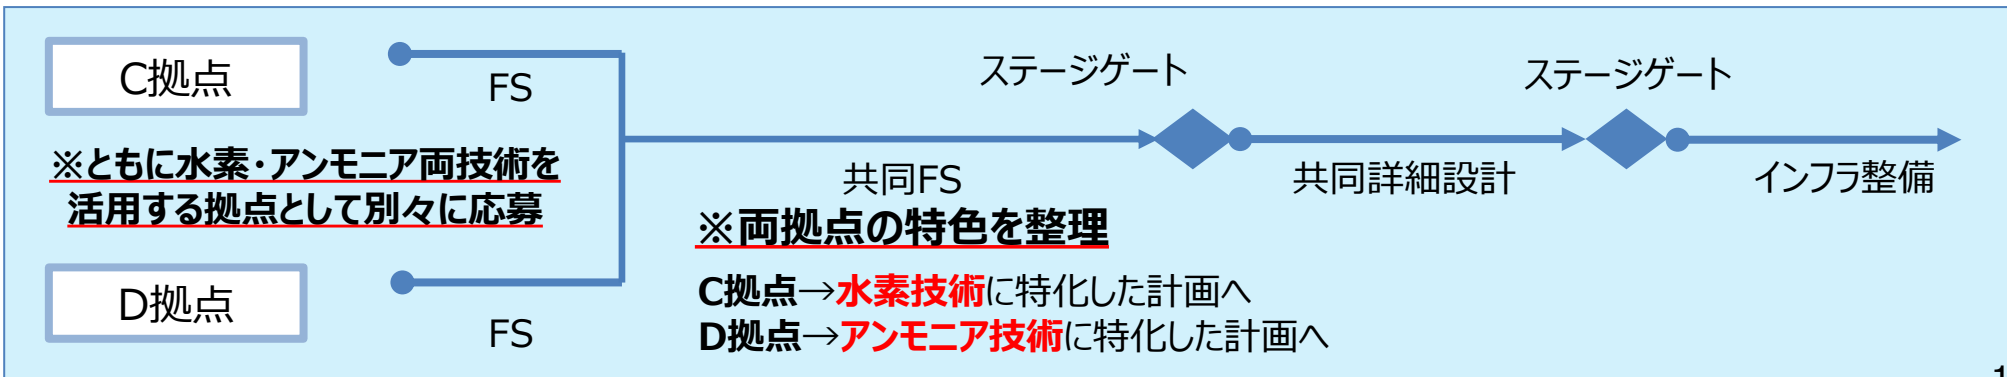 C拠点
FS
※ともに水素・アンモニア両技術を
活用する拠点として別々に応募
D拠点
FS
ステージゲート
ステージゲート
共同FS
共同詳細設計
インフラ整備
※両拠点の特色を整理
C拠点→水素技術に特化した計画へ
D拠点→アンモニア技術に特化した計画へ